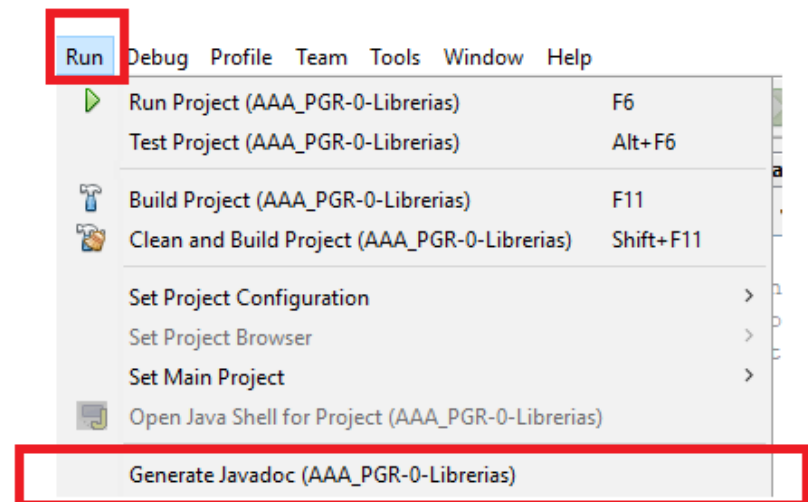 Run Debug Profile Team Tools Window Help
Run Project (AAA_PGR-0-Librerias) F6
Test Project (AAA_PGR-0-Librerias) Alt+F6
Build Project (AAA_PGR-0-Librerias) F11
Clean and Build Project (AAA_PGR-0-Librerias) Shift+F11
Set Project Configuration >
Set Project Browser >
Set Main Project >
Open Java Shell for Project (AAA_PGR-0-Librerias)
Generate Javadoc (AAA_PGR-0-Librerias)